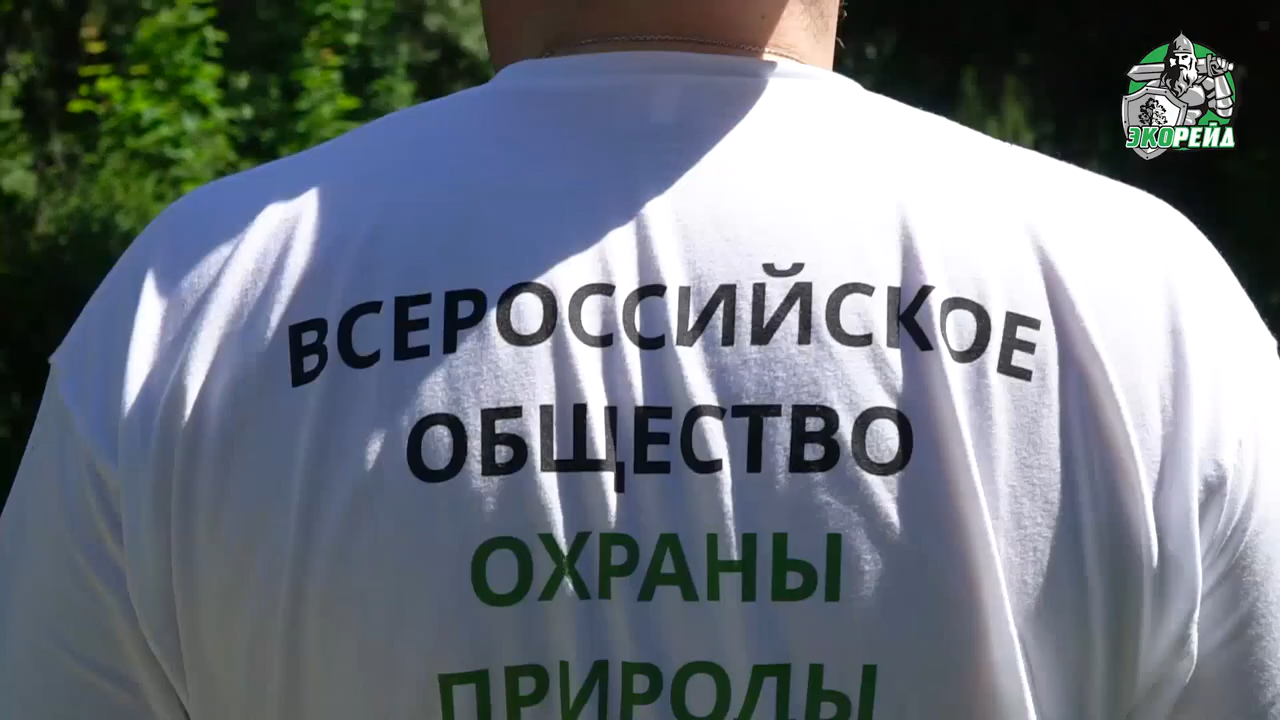 ЭКОРЕЙД
ВСЕРОССИЙСКОЕ
ОБЩЕСТВО
ОХРАНЫ
ПРИРОДЫ